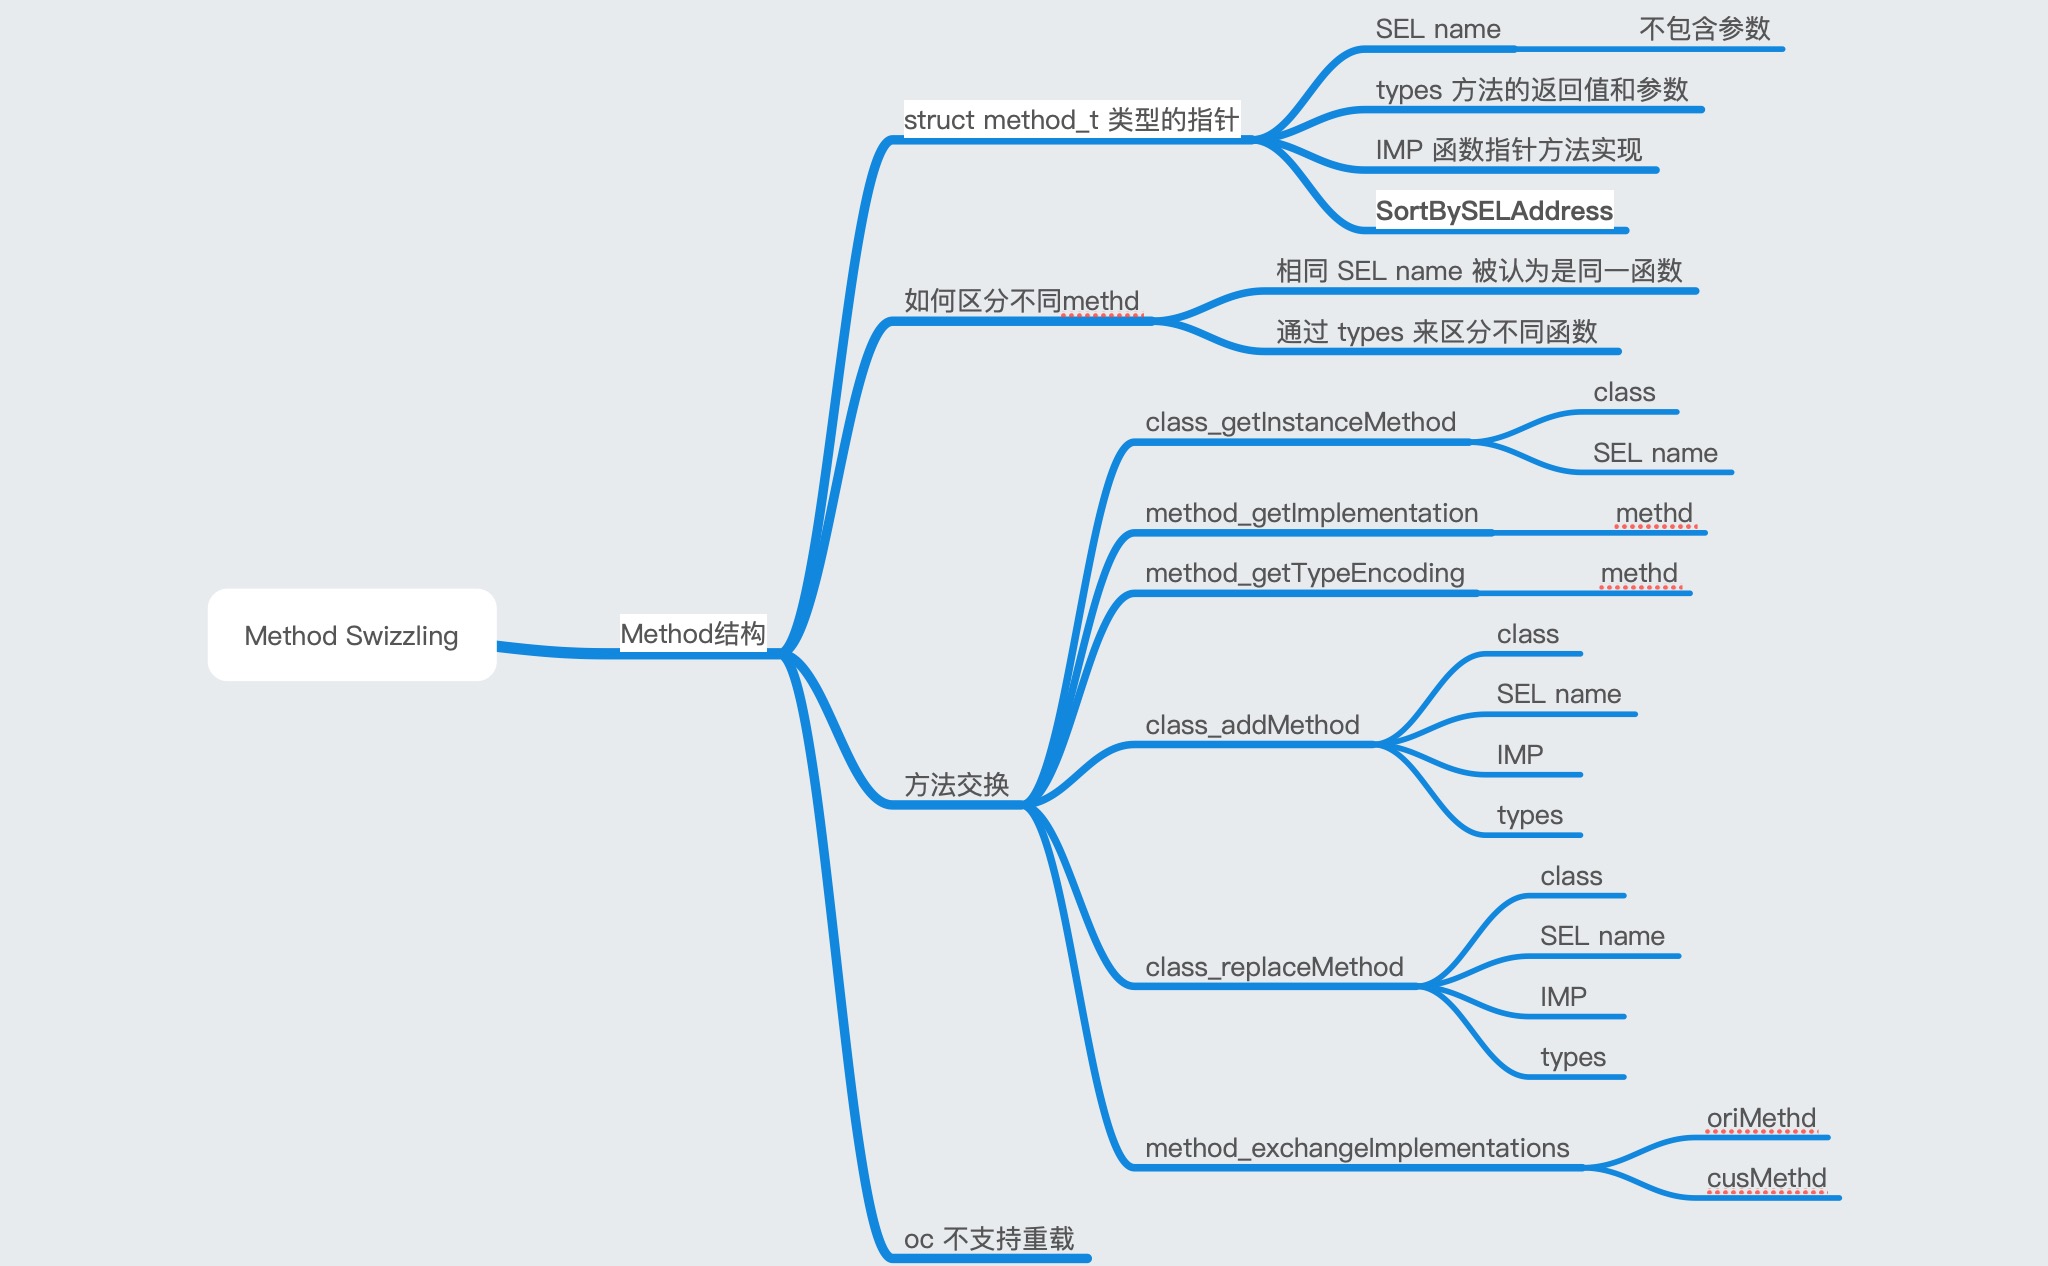 Method Swizzling
Method结构
struct method_t 类型的指针
SEL name
不包含参数
types 方法的返回值和参数
IMP 函数指针方法实现
SortBySELAddress
如何区分不同methd
相同 SEL name 被认为是同一函数
通过 types 来区分不同函数
方法交换
class_getInstanceMethod
class
SEL name
method_getImplementation
methd
method_getTypeEncoding
methd
class_addMethod
class
SEL name
IMP
types
class_replaceMethod
class
SEL name
IMP
types
method_exchangeImplementations
oriMethd
cusMethd
oc 不支持重载